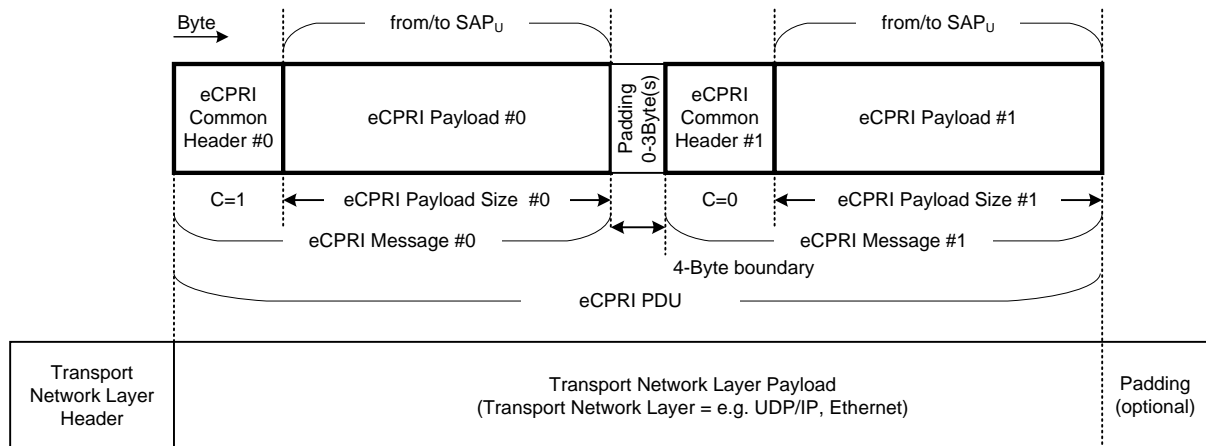 Byte
from/to SAPU
from/to SAPU
eCPRI
Common
Header #0
eCPRI Payload #0
Padding
0-3Byte(s)
eCPRI
Common
Header #1
eCPRI Payload #1
C=1
eCPRI Payload Size #0
C=0
eCPRI Payload Size #1
eCPRI Message #0
eCPRI Message #1
4-Byte boundary
eCPRI PDU
Transport
Network Layer
Header
Transport Network Layer Payload
(Transport Network Layer = e.g. UDP/IP, Ethernet)
Padding
(optional)